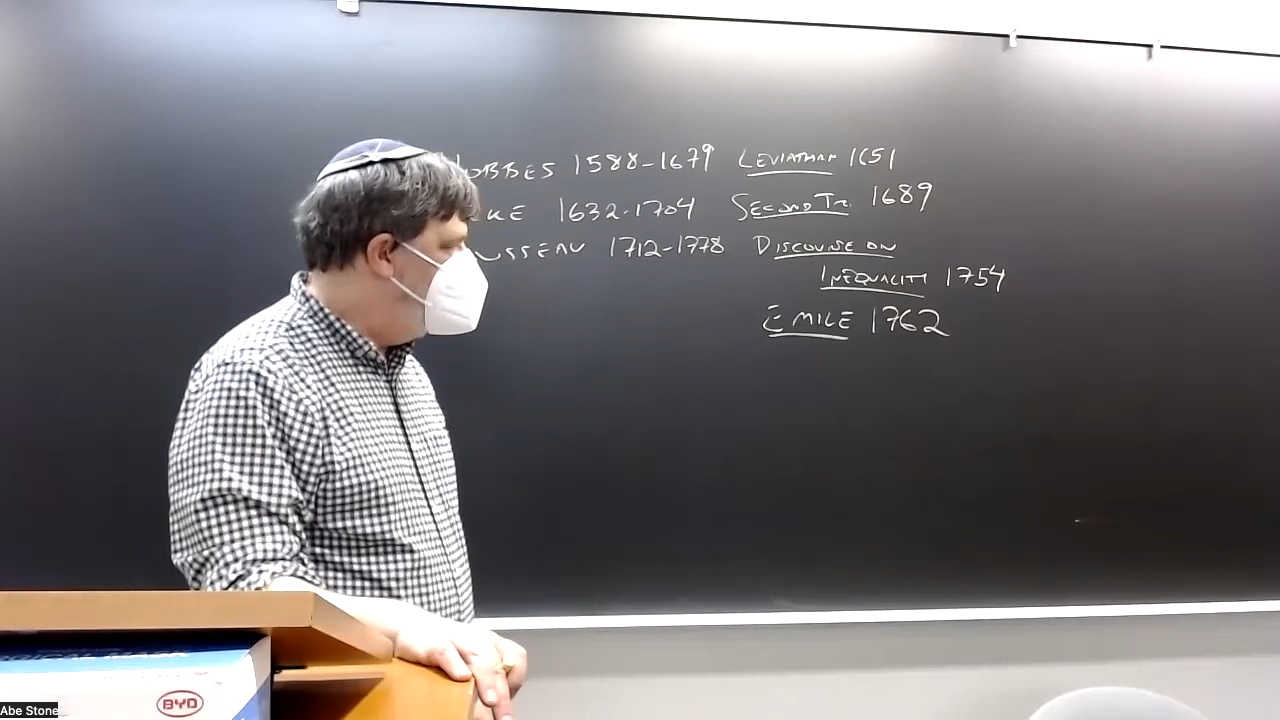 HOBBES 1588-1679 LEVIATHAN 1651
KE 1632-1704 SECOND TR. 1689
USSEAU 1712-1778 DISCOURSE ON
INEQUALITY 1754
EMILE 1762
BYD
Abe Stone